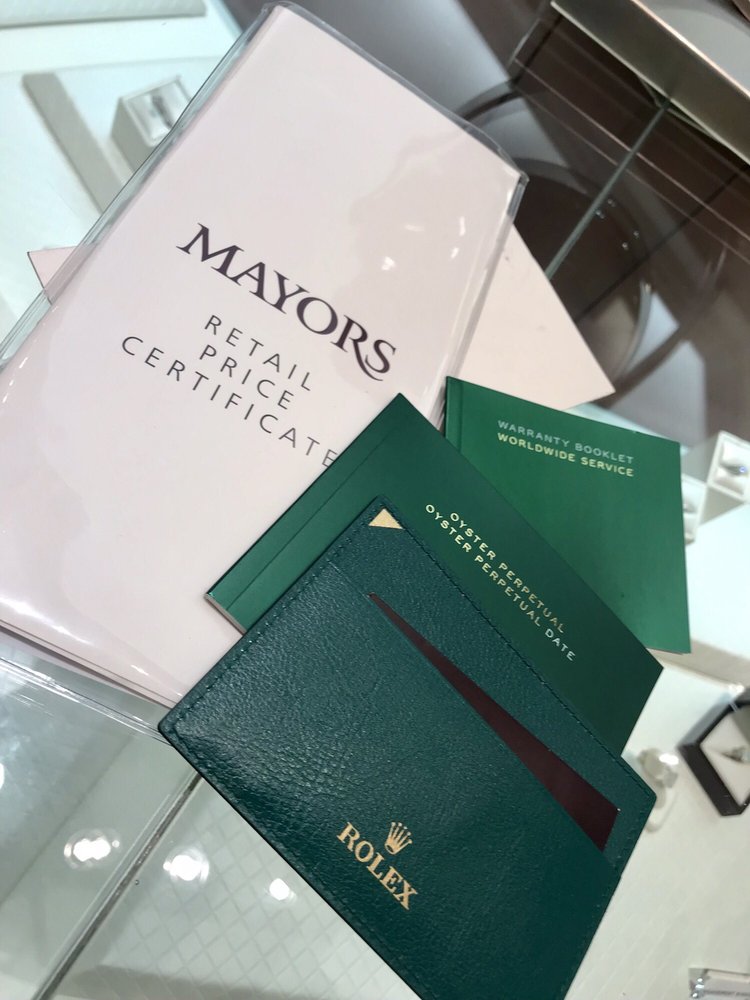 MAYORS
RETAIL
PRICE
CERTIFICATE
WARRANTY BOOKLET
WORLDWIDE SERVICE
OYSTER PERPETUAL
OYSTER PERPETUAL DATE
ROLEX